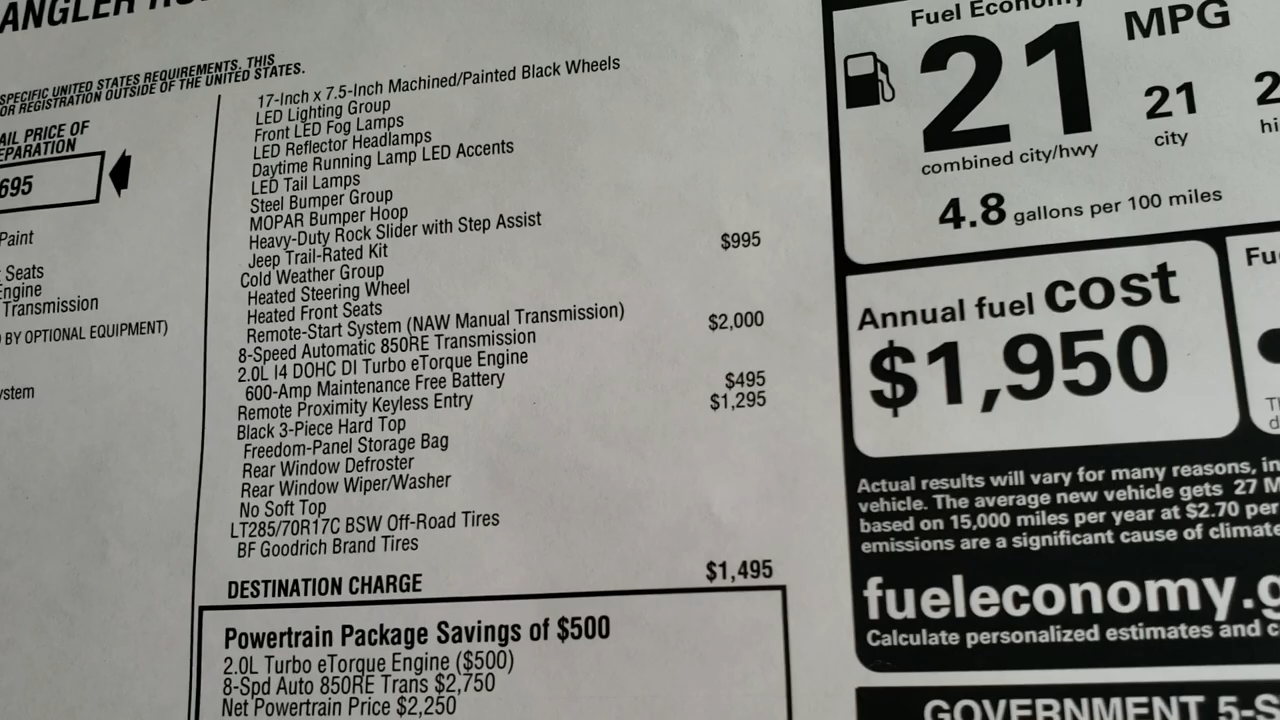 SPECIFIC UNITED STATES REQUIREMENTS. THIS
OR REGISTRATION OUTSIDE OF THE UNITED STATES.
AIL PRICE OF
EPARATION
695
Paint
Seats
Engine
Transmission
BY OPTIONAL EQUIPMENT)
ystem
17-Inch x 7.5-Inch Machined/Painted Black Wheels
LED Lighting Group
Front LED Fog Lamps
LED Reflector Headlamps
Daytime Running Lamp LED Accents
LED Tail Lamps
Steel Bumper Group
MOPAR Bumper Hoop
Heavy-Duty Rock Slider with Step Assist
Jeep Trail-Rated Kit
Cold Weather Group $995
Heated Steering Wheel
Heated Front Seats
Remote-Start System (NAW Manual Transmission)
8-Speed Automatic 850RE Transmission $2,000
2.0L I4 DOHC DI Turbo eTorque Engine
600-Amp Maintenance Free Battery
Remote Proximity Keyless Entry $495
Black 3-Piece Hard Top $1,295
Freedom-Panel Storage Bag
Rear Window Defroster
Rear Window Wiper/Washer
No Soft Top
LT285/70R17C BSW Off-Road Tires
BF Goodrich Brand Tires
DESTINATION CHARGE $1,495
Powertrain Package Savings of $500
2.0L Turbo eTorque Engine ($500)
8-Spd Auto 850RE Trans $2,750
Net Powertrain Price $2,250
Fuel Economy
21 MPG
21
city
hi
combined city/hwy
4.8 gallons per 100 miles
Annual fuel cost
$1,950
Fu
Actual results will vary for many reasons, in
vehicle. The average new vehicle gets 27 M
based on 15,000 miles per year at $2.70 per
emissions are a significant cause of climate
fueleconomy.g
Calculate personalized estimates and c
GOVERNMENT 5-S